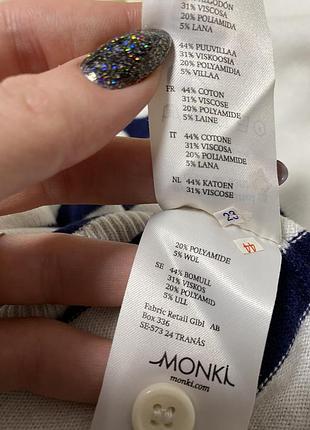 31% VISCOSA
20% POLIAMIDA
5% LANA
44% PUUVILLAA
31% VISKOOSIA
20% POLYAMIDIA
5% VILLAA
FR 44% COTON
31% VISCOSE
20% POLYAMIDE
5% LAINE
IT 44% COTONE
31% VISCOSA
20% POLIAMMIDE
5% LANA
NL 44% KATOEN
31% VISCOSE
23
44
20% POLYAMIDE
5% WOL
SE 44% BOMULL
31% VISKOS
20% POLYAMID
5% ULL
Fabric Retail Glbl AB
Box 336
SE-573 24 TRANÅS
MONKI
monki.com